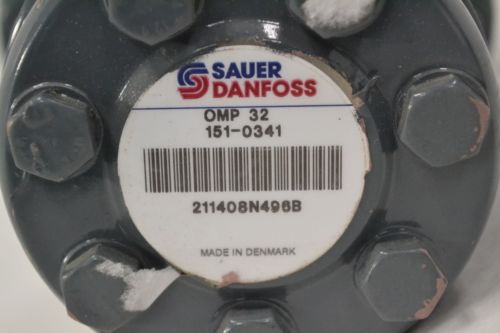 SAUER
DANFOSS
OMP 32
151-0341
211408N496B
MADE IN DENMARK